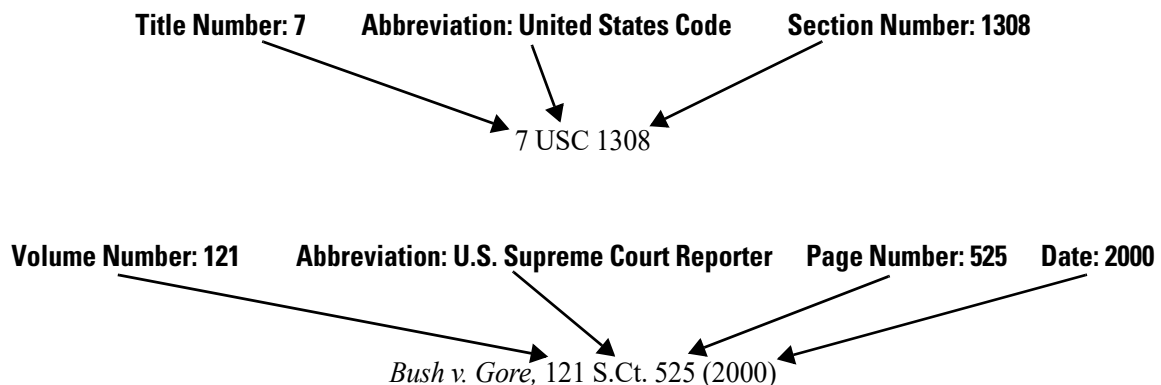 Title Number: 7 Abbreviation: United States Code Section Number: 1308
7 USC 1308
Volume Number: 121 Abbreviation: U.S. Supreme Court Reporter Page Number: 525 Date: 2000
Bush v. Gore, 121 S.Ct. 525 (2000)